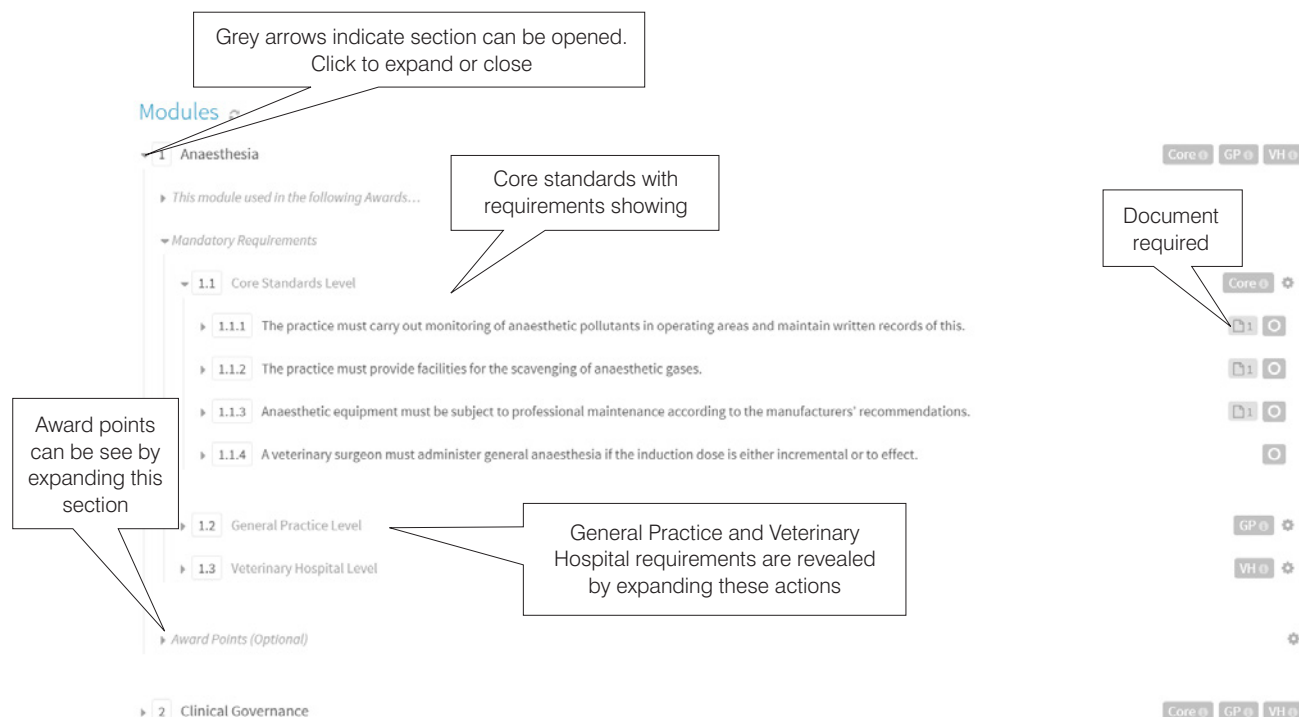 Grey arrows indicate section can be opened.
Click to expand or close
Modules
1 Anaesthesia Core GP VH
This module used in the following Awards...
Core standards with
requirements showing
Document
required
Mandatory Requirements
1.1 Core Standards Level Core
1.1.1 The practice must carry out monitoring of anaesthetic pollutants in operating areas and maintain written records of this. 1
1.1.2 The practice must provide facilities for the scavenging of anaesthetic gases. 1
1.1.3 Anaesthetic equipment must be subject to professional maintenance according to the manufacturers' recommendations. 1
1.1.4 A veterinary surgeon must administer general anaesthesia if the induction dose is either incremental or to effect.
Award points
can be see by
expanding this
section
1.2 General Practice Level GP
General Practice and Veterinary
Hospital requirements are revealed
by expanding these actions
1.3 Veterinary Hospital Level VH
Award Points (Optional)
2 Clinical Governance Core GP VH